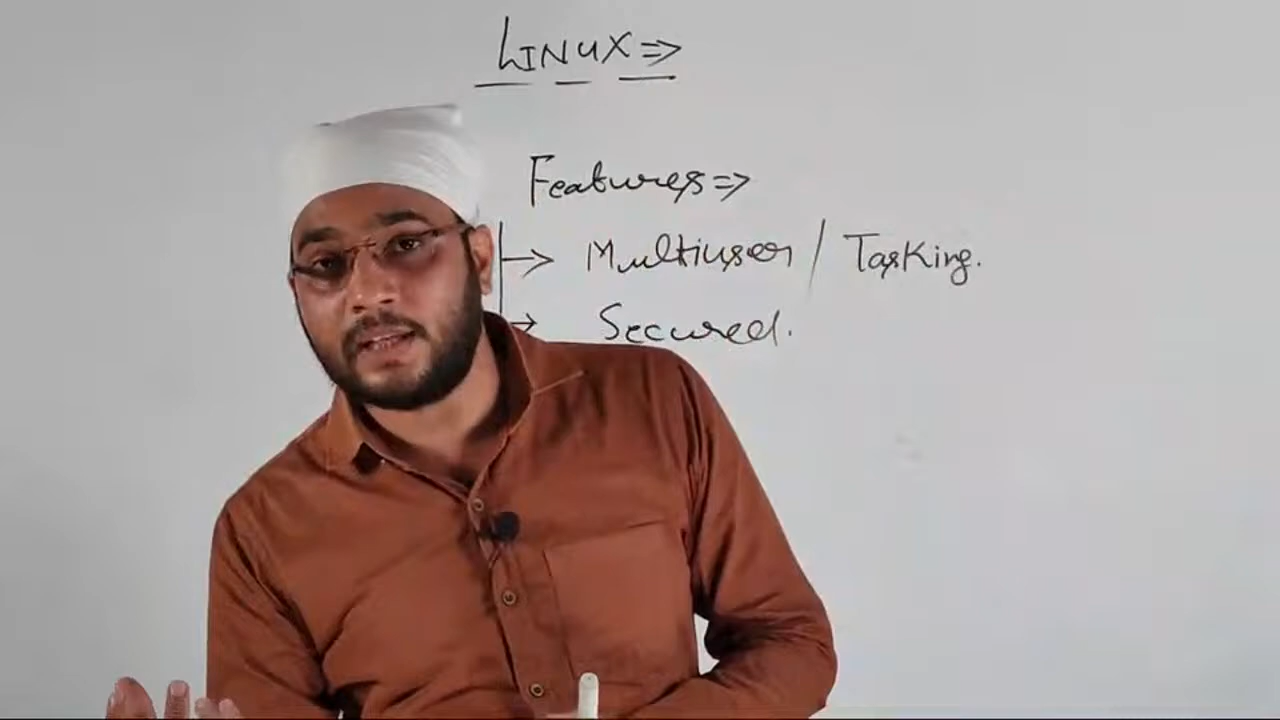 LINUX ⇒
Features ⇒
→ Multiuser / Tasking.
→ Secured.